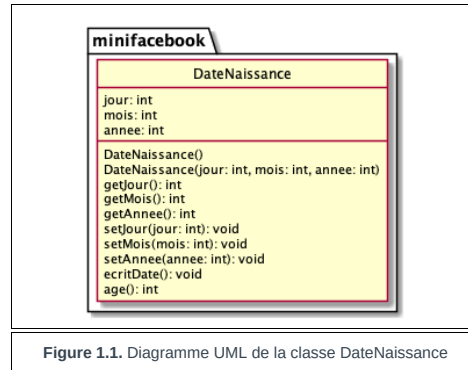 minifacebook
DateNaissance
jour: int
mois: int
annee: int
DateNaissance()
DateNaissance(jour: int, mois: int, annee: int)
getJour(): int
getMois(): int
getAnnee(): int
setJour(jour: int): void
setMois(mois: int): void
setAnnee(annee: int): void
ecritDate(): void
age(): int
Figure 1.1. Diagramme UML de la classe DateNaissance